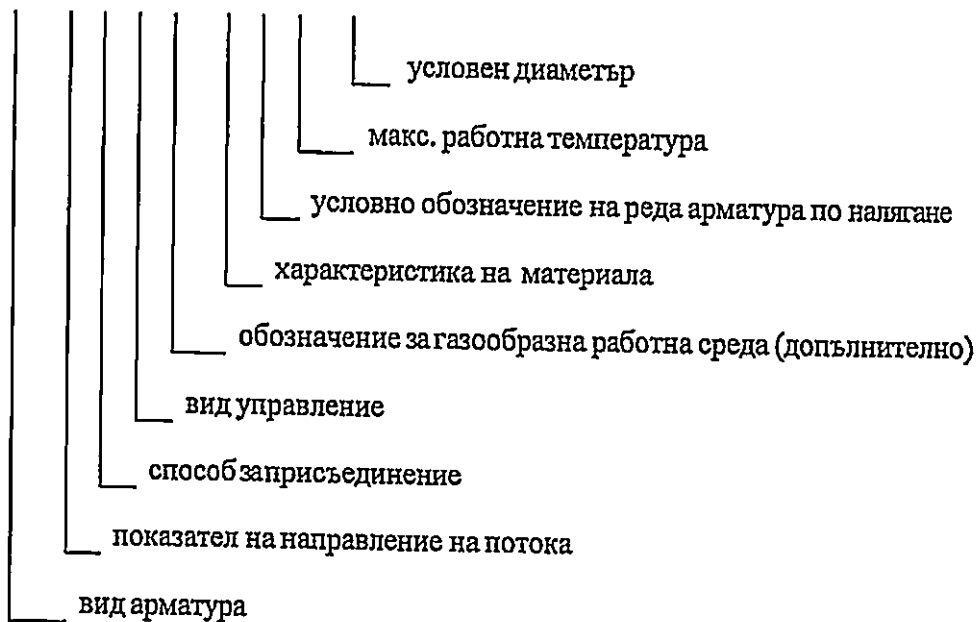 условен диаметър
макс. работна температура
условно обозначение на реда арматура по налягане
характеристика на материала
обозначение за газообразна работна среда (допълнително)
вид управление
способ заприсъединение
показател на направление на потока
вид арматура